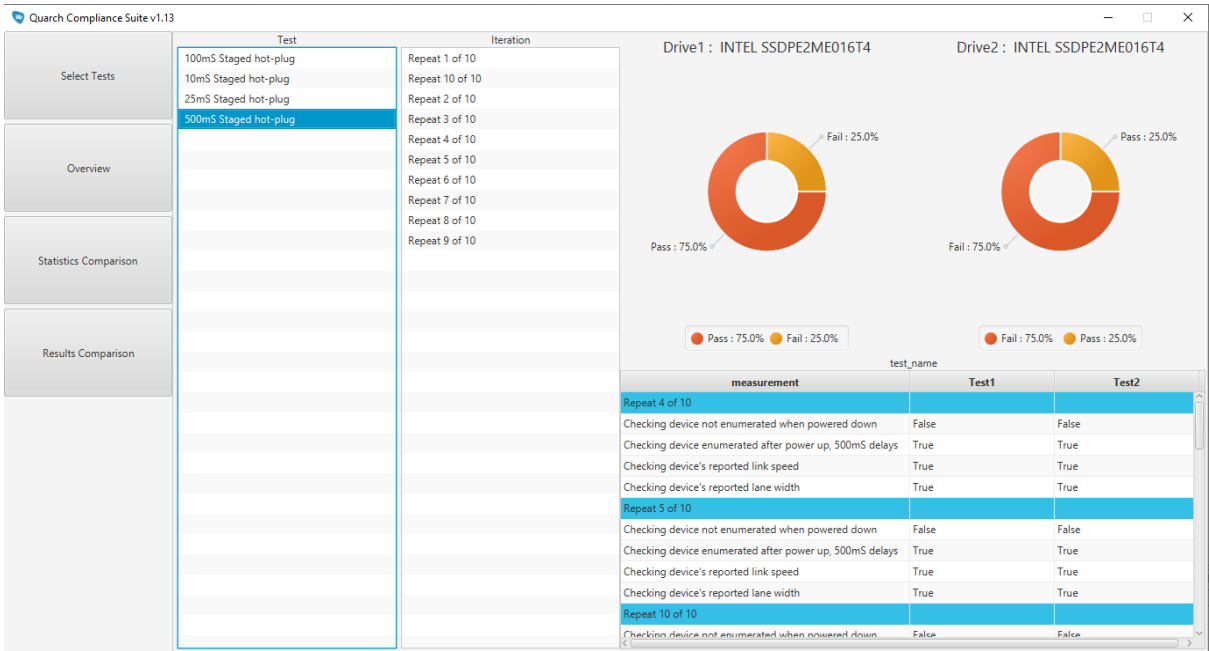 Quarch Compliance Suite v1.13
Select Tests
Overview
Statistics Comparison
Results Comparison
Test
100mS Staged hot-plug
10mS Staged hot-plug
25mS Staged hot-plug
500mS Staged hot-plug
Iteration
Repeat 1 of 10
Repeat 10 of 10
Repeat 2 of 10
Repeat 3 of 10
Repeat 4 of 10
Repeat 5 of 10
Repeat 6 of 10
Repeat 7 of 10
Repeat 8 of 10
Repeat 9 of 10
Drive1 : INTEL SSDPE2ME016T4
Fail : 25.0%
Pass : 75.0%
Pass : 75.0% Fail : 25.0%
Drive2 : INTEL SSDPE2ME016T4
Pass : 25.0%
Fail : 75.0%
Fail : 75.0% Pass : 25.0%
test_name
measurement Test1 Test2
Repeat 4 of 10
Checking device not enumerated when powered down False False
Checking device enumerated after power up, 500mS delays True True
Checking device's reported link speed True True
Checking device's reported lane width True True
Repeat 5 of 10
Checking device not enumerated when powered down False False
Checking device enumerated after power up, 500mS delays True True
Checking device's reported link speed True True
Checking device's reported lane width True True
Repeat 10 of 10
Checking device not enumerated when powered down False False